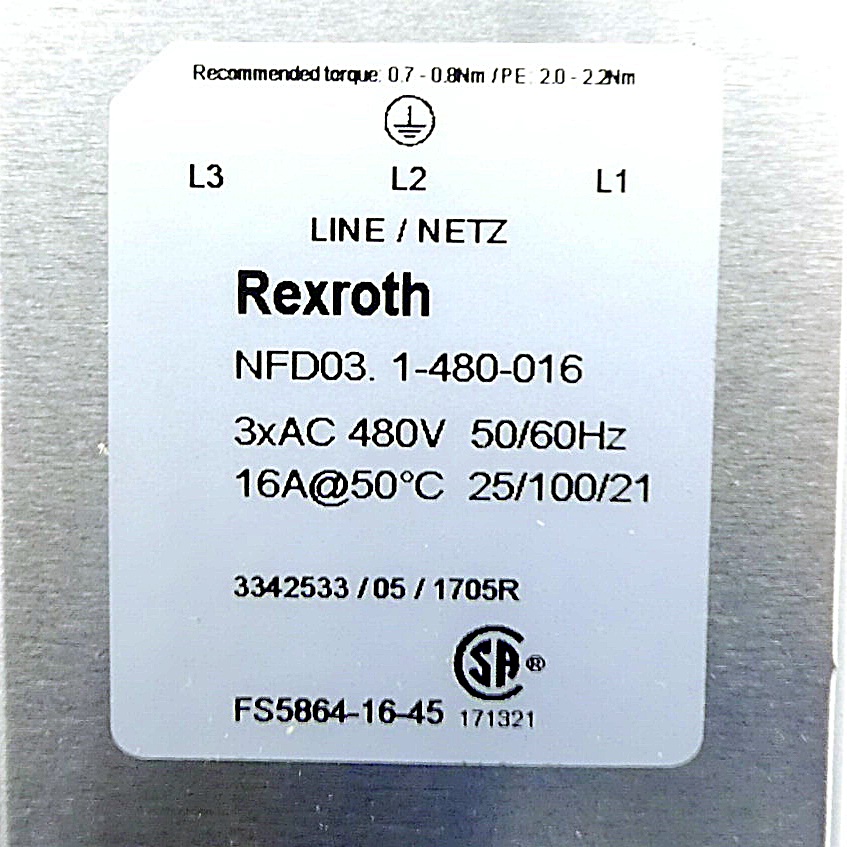 Recommended torque: 0.7 - 0.8Nm / PE: 2.0 - 2.2Nm
L3 L2 L1
LINE / NETZ
Rexroth
NFD03. 1-480-016
3xAC 480V 50/60Hz
16A@50°C 25/100/21
3342533 / 05 / 1705R
SA®
FS5864-16-45 171321